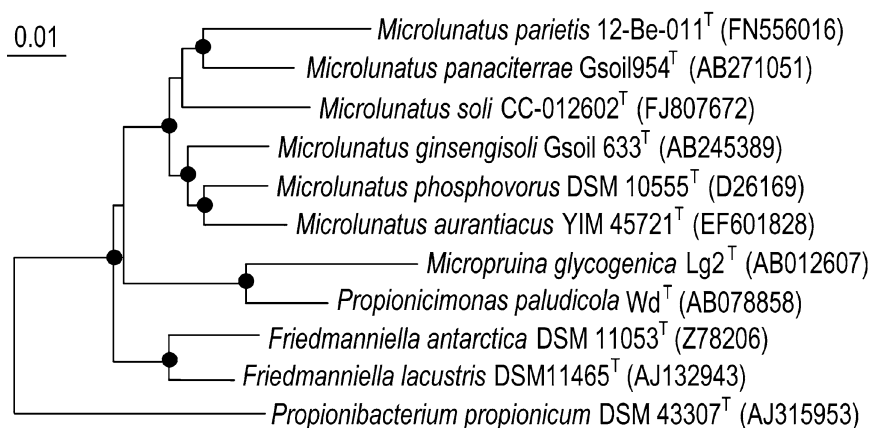 0.01
Microlunatus parietis 12-Be-011T (FN556016)
Microlunatus panaciterrae Gsoil954T (AB271051)
Microlunatus soli CC-012602T (FJ807672)
Microlunatus ginsengisoli Gsoil 633T (AB245389)
Microlunatus phosphovorus DSM 10555T (D26169)
Microlunatus aurantiacus YIM 45721T (EF601828)
Micropruina glycogenica Lg2T (AB012607)
Propionicimonas paludicola WdT (AB078858)
Friedmanniella antarctica DSM 11053T (Z78206)
Friedmanniella lacustris DSM11465T (AJ132943)
Propionibacterium propionicum DSM 43307T (AJ315953)